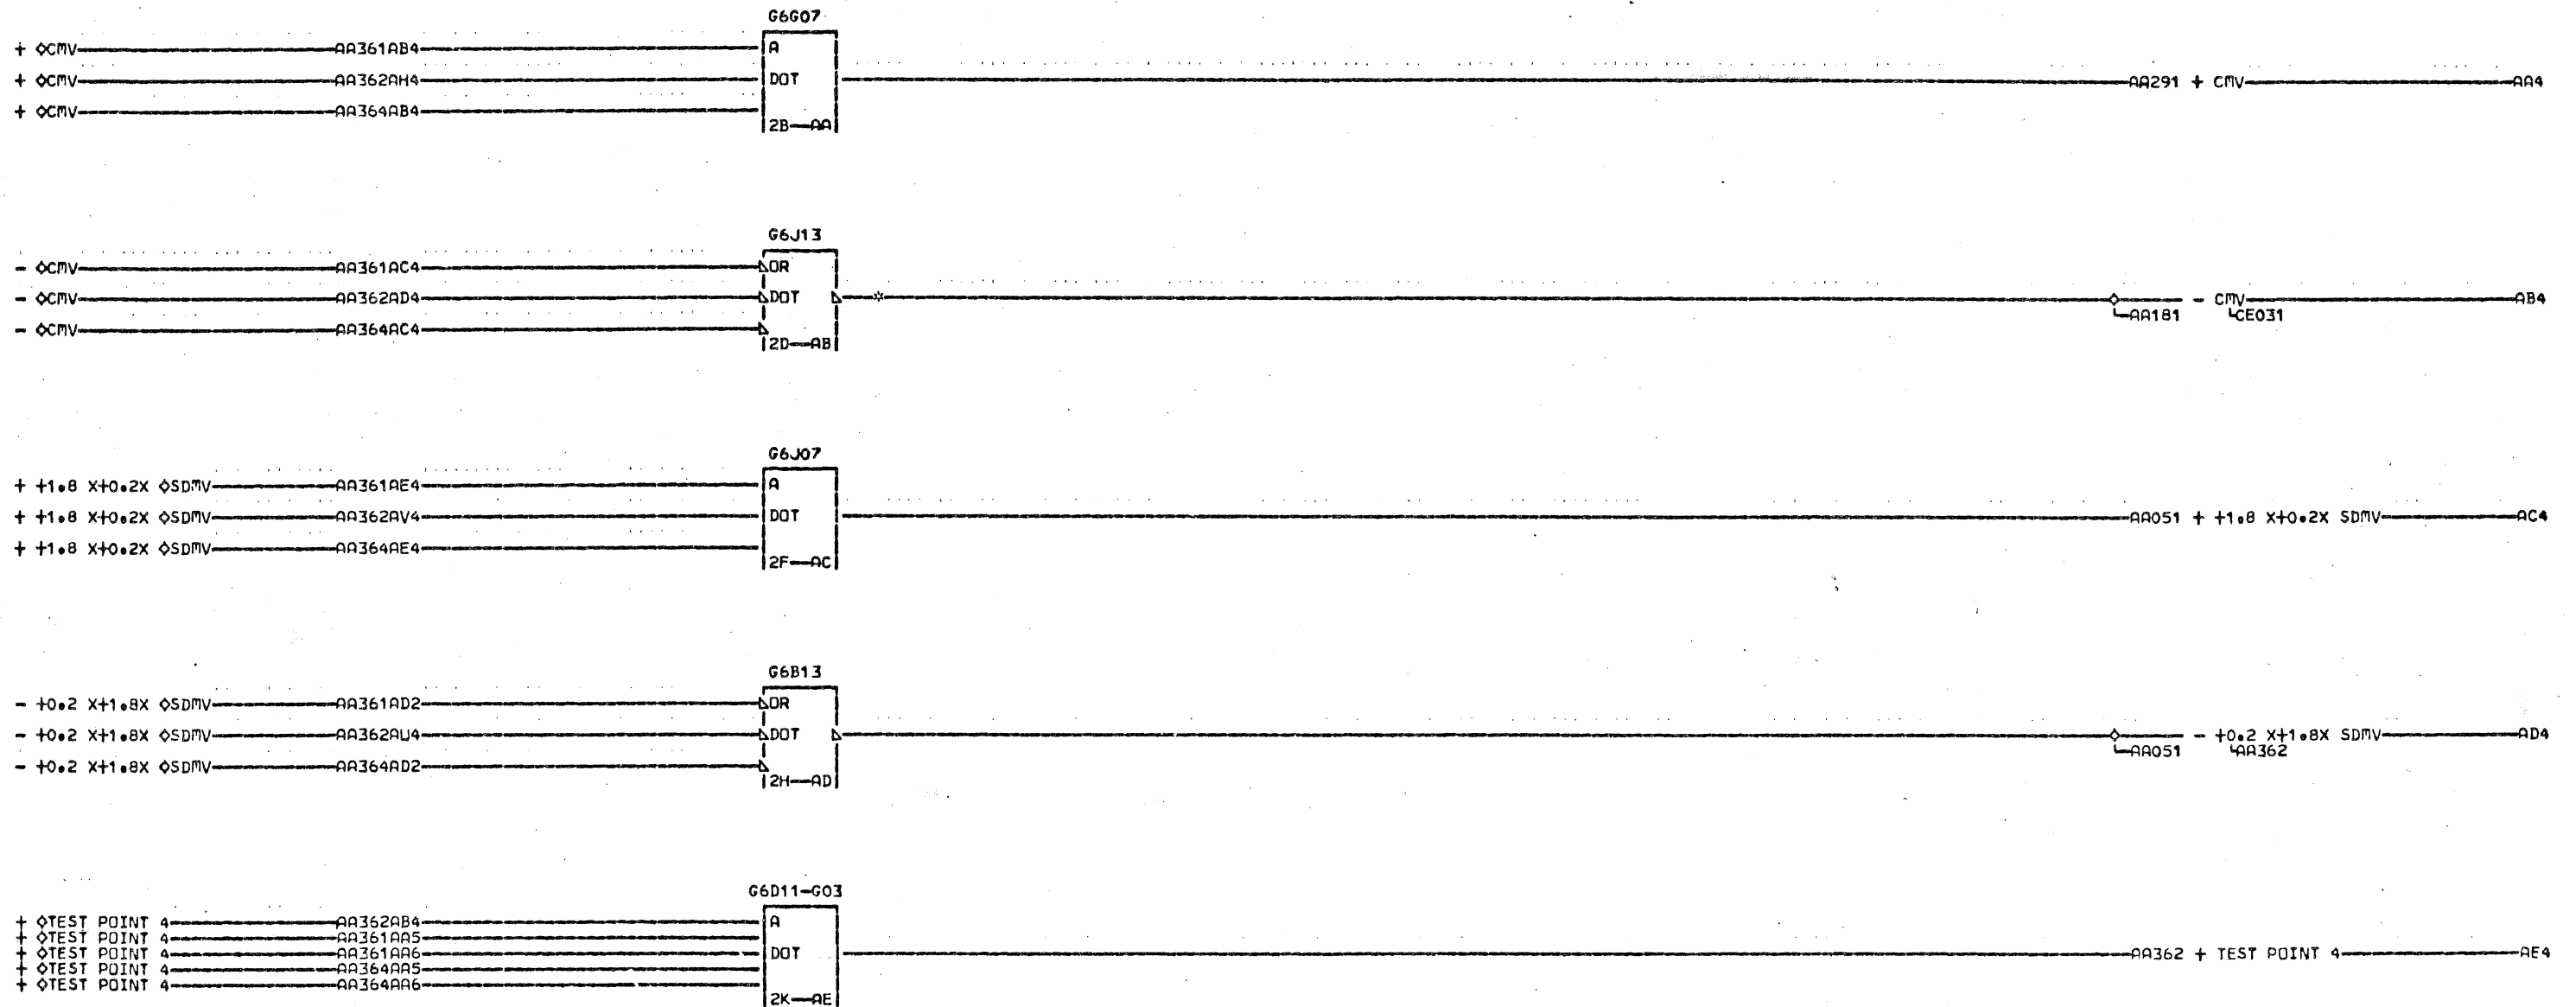 G6G07
+ ◇CMV AA361AB4 A
+ ◇CMV AA362AH4 DOT AA291 + CMV AA4
+ ◇CMV AA364AB4
2B—AA
G6J13
- ◇CMV AA361AC4 OR
- ◇CMV AA362AD4 DOT * - CMV AB4
AA181 CE031
- ◇CMV AA364AC4
2D—AB
G6J07
+ +1.8 X+0.2X ◇SDMV AA361AE4 A
+ +1.8 X+0.2X ◇SDMV AA362AV4 DOT AA051 + +1.8 X+0.2X SDMV AC4
+ +1.8 X+0.2X ◇SDMV AA364AE4
2F—AC
G6B13
- +0.2 X+1.8X ◇SDMV AA361AD2 OR
- +0.2 X+1.8X ◇SDMV AA362AU4 DOT - +0.2 X+1.8X SDMV AD4
AA051 AA362
- +0.2 X+1.8X ◇SDMV AA364AD2
2H—AD
G6D11-G03
+ ◇TEST POINT 4 AA362AB4 A
+ ◇TEST POINT 4 AA361AA5
+ ◇TEST POINT 4 AA361AA6 DOT AA362 + TEST POINT 4 AE4
+ ◇TEST POINT 4 AA364AA5
+ ◇TEST POINT 4 AA364AA6
2K—AE